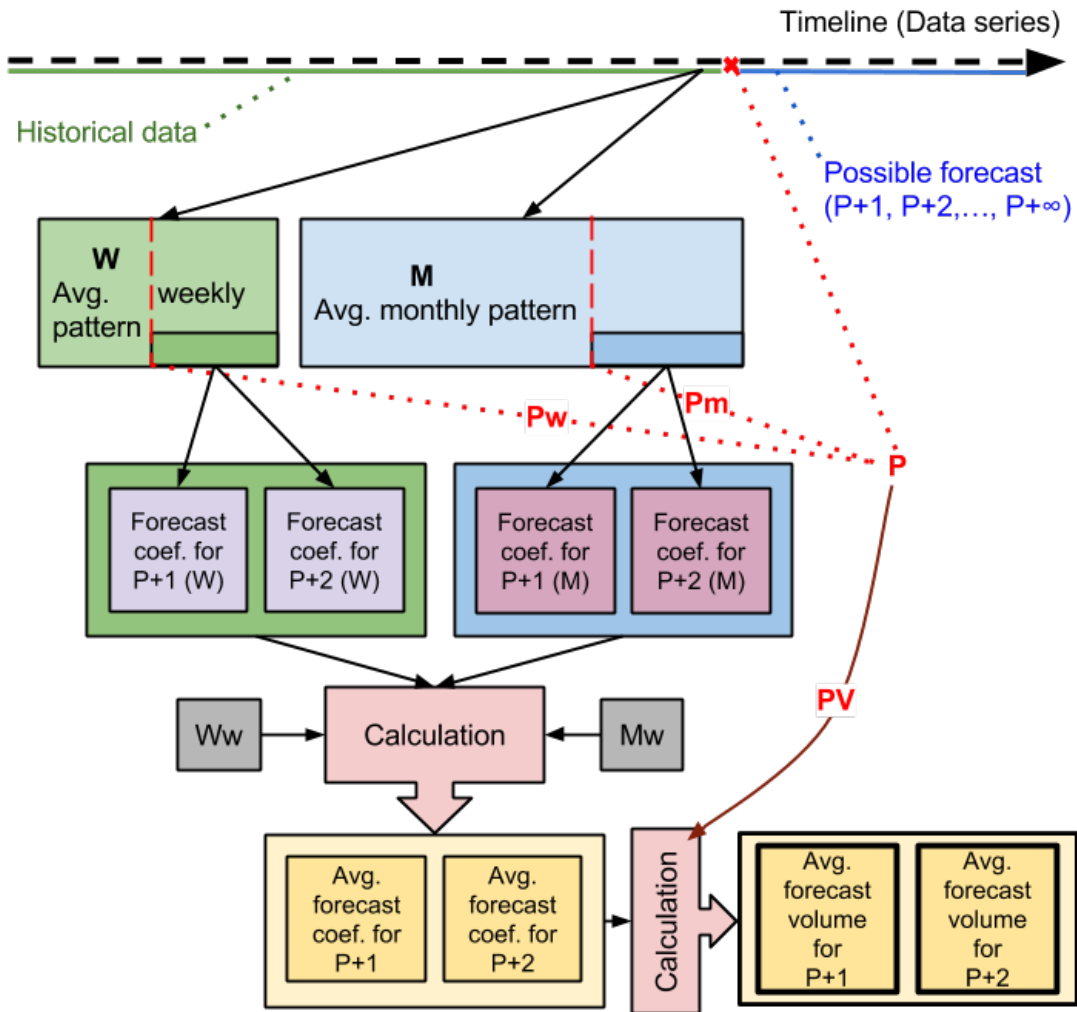 Timeline (Data series)
Historical data
Possible forecast
(P+1, P+2,..., P+∞)
W
Avg. weekly
pattern
M
Avg. monthly pattern
Pw
Pm
P
Forecast
coef. for
P+1 (W)
Forecast
coef. for
P+2 (W)
Forecast
coef. for
P+1 (M)
Forecast
coef. for
P+2 (M)
PV
Ww
Calculation
Mw
Avg.
forecast
coef. for
P+1
Avg.
forecast
coef. for
P+2
Calculation
Avg.
forecast
volume
for
P+1
Avg.
forecast
volume
for
P+2